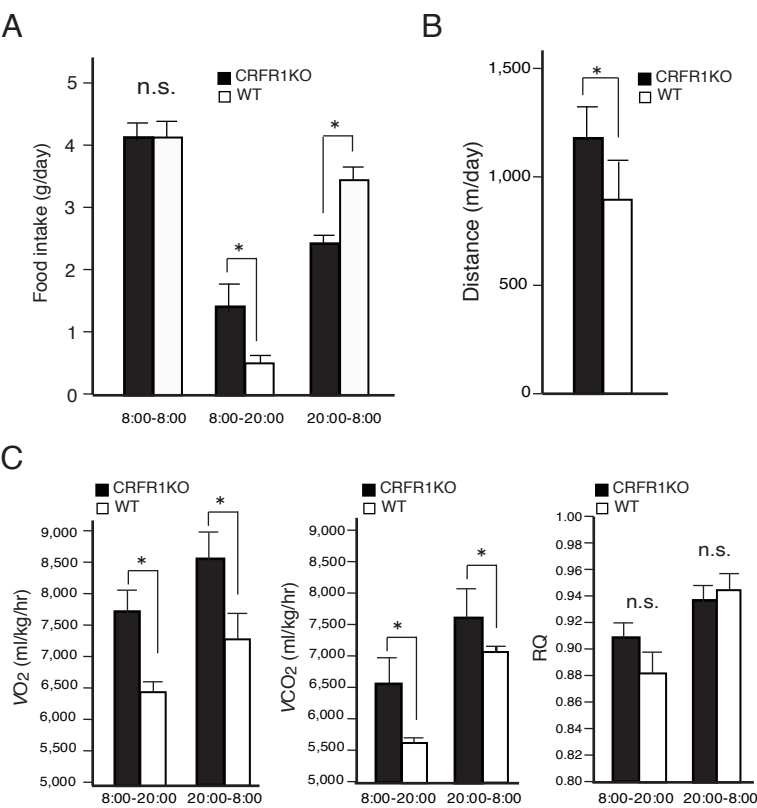 A
CRFR1KO
WT
n.s.
*
*
Food intake (g/day)
5
4
3
2
1
0
8:00-8:00
8:00-20:00
20:00-8:00
B
CRFR1KO
WT
*
Distance (m/day)
1,500
1,000
500
0
C
CRFR1KO
WT
*
*
VO2 (ml/kg/hr)
9,000
8,500
8,000
7,500
7,000
6,500
6,000
5,500
5,000
8:00-20:00
20:00-8:00
CRFR1KO
WT
*
*
VCO2 (ml/kg/hr)
9,000
8,500
8,000
7,500
7,000
6,500
6,000
5,500
5,000
8:00-20:00
20:00-8:00
CRFR1KO
WT
n.s.
n.s.
RQ
1.00
0.98
0.96
0.94
0.92
0.90
0.88
0.84
0.82
0.80
8:00-20:00
20:00-8:00